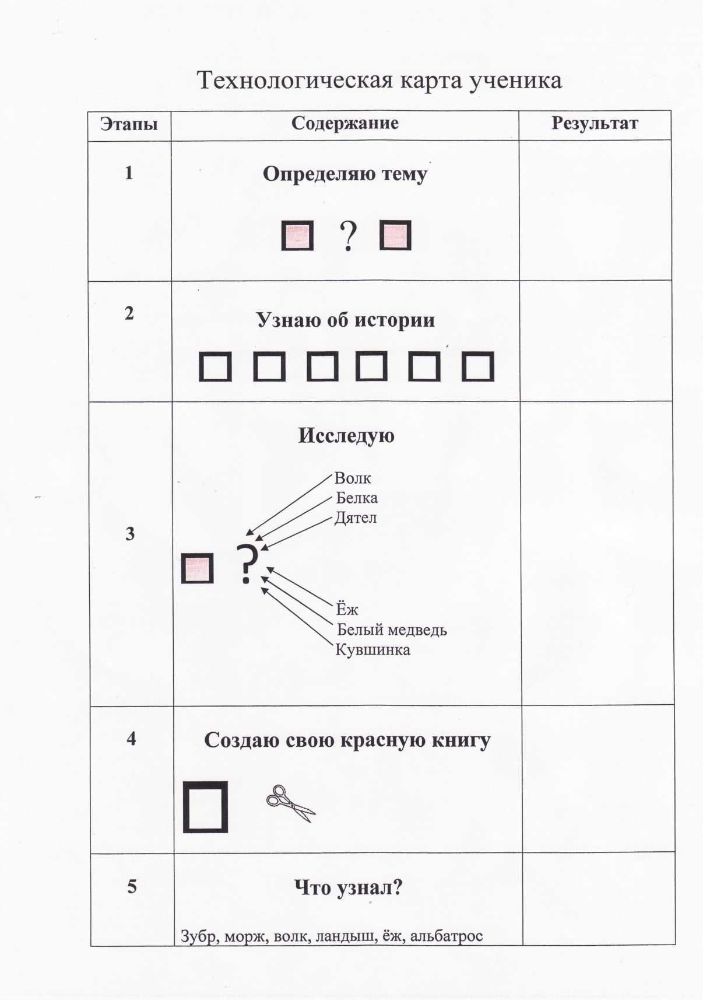 Технологическая карта ученика
Этапы Содержание Результат
1 Определяю тему
?
2 Узнаю об истории
Исследую
Волк
Белка
Дятел
3
?
Ёж
Белый медведь
Кувшинка
4 Создаю свою красную книгу
5 Что узнал?
Зубр, морж, волк, ландыш, ёж, альбатрос